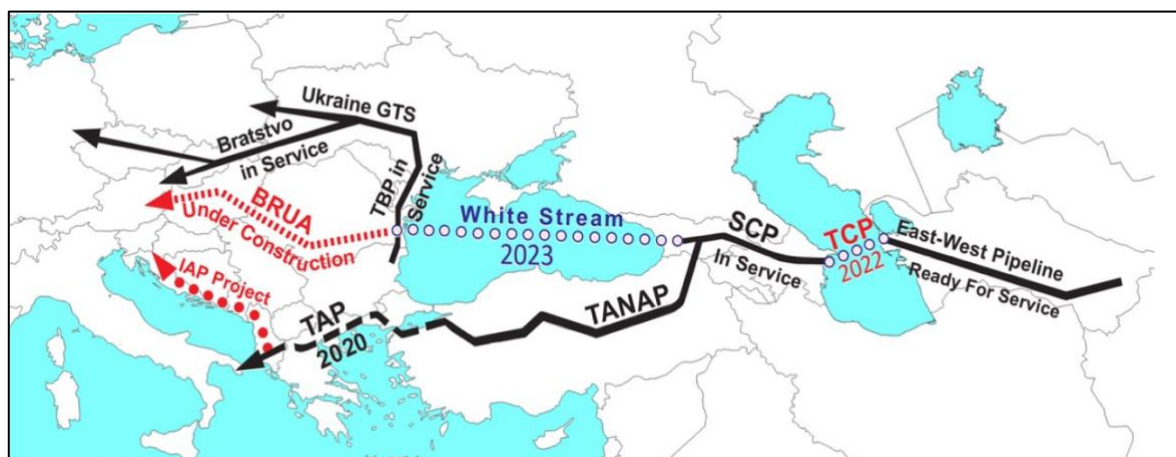 Ukraine GTS
Bratstvo
in Service
TBP in
Service
BRUA
Under Construction
White Stream
2023
SCP
In Service
TCP
2022
East-West Pipeline
Ready For Service
IAP Project
TAP
2020
TANAP